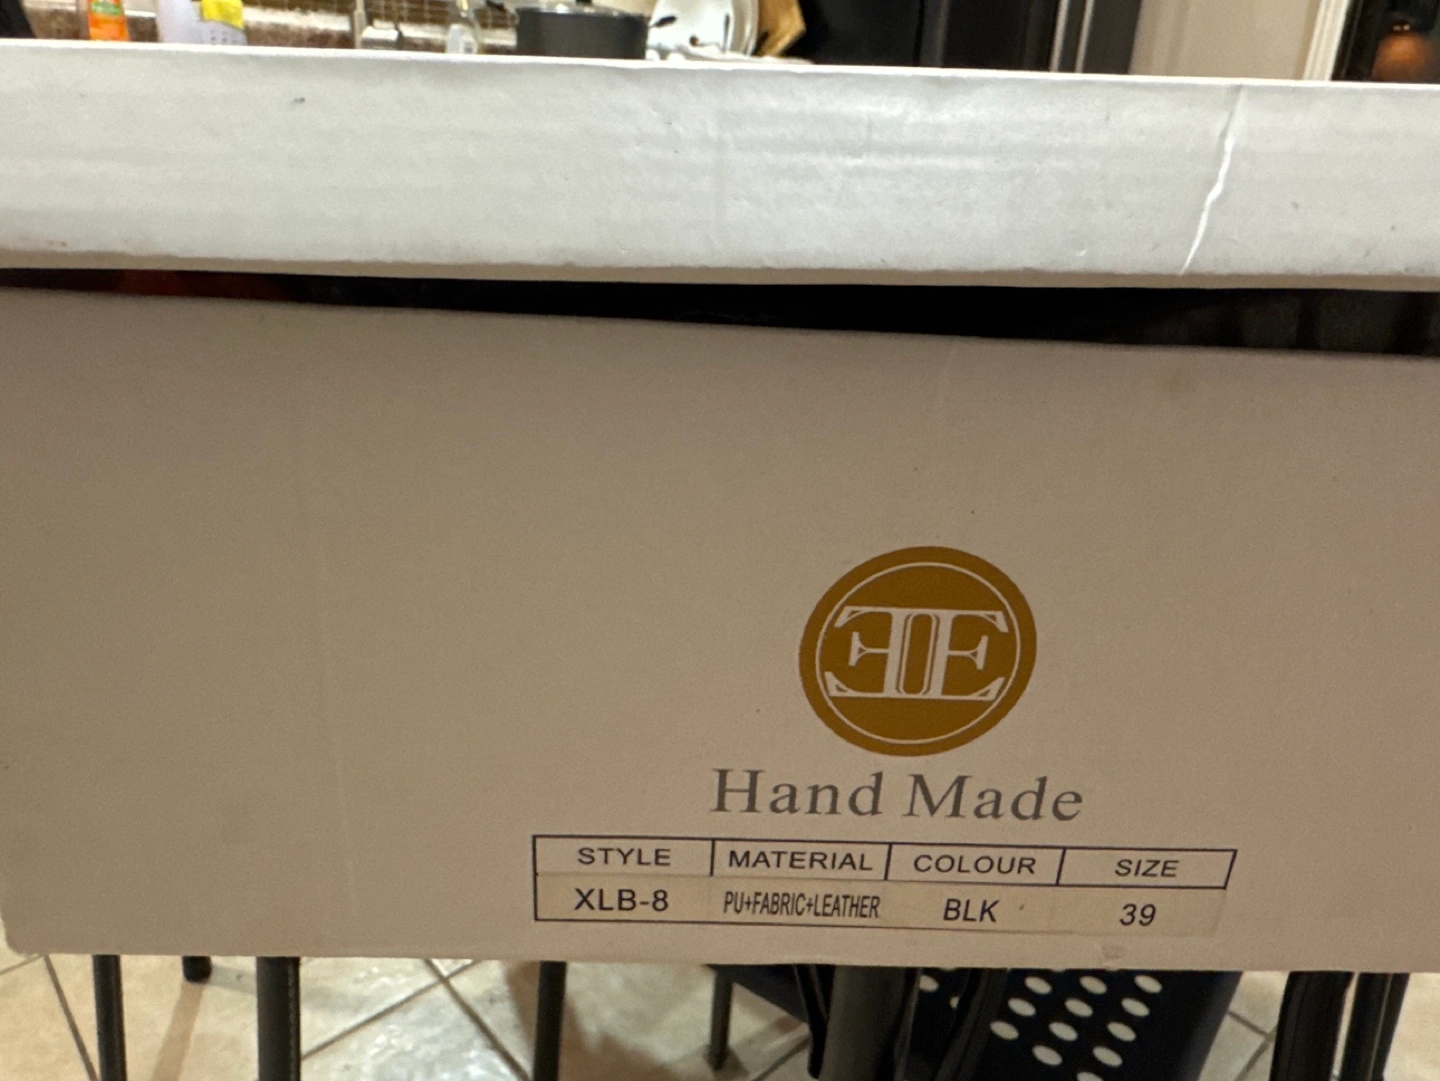 Hand Made
STYLE MATERIAL COLOUR SIZE
XLB-8 PU+FABRIC+LEATHER BLK 39